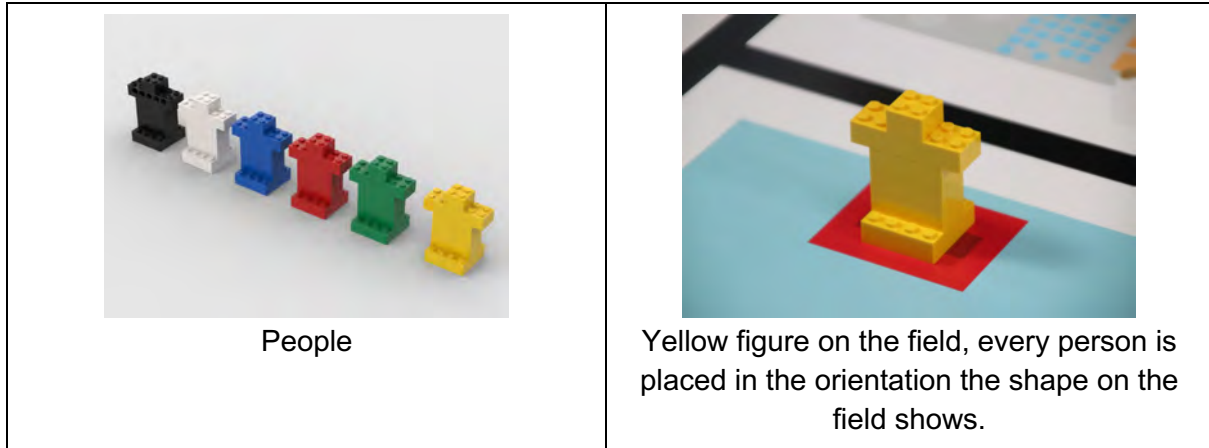 People
Yellow figure on the field, every person is
placed in the orientation the shape on the
field shows.